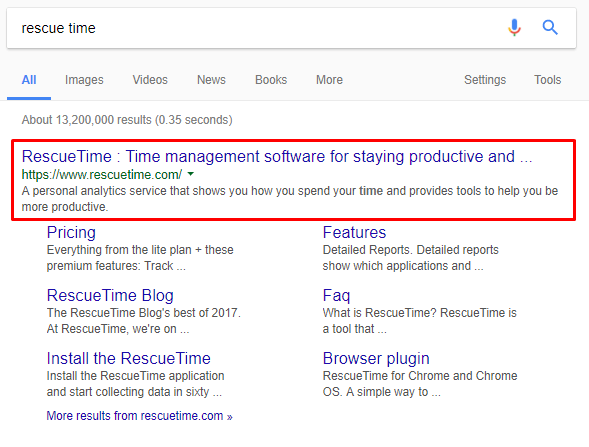 rescue time
All Images Videos News Books More Settings Tools
About 13,200,000 results (0.35 seconds)
RescueTime : Time management software for staying productive and ...
https://www.rescuetime.com/
A personal analytics service that shows you how you spend your time and provides tools to help you be
more productive.
Pricing
Everything from the lite plan + these
premium features: Track ...
Features
Detailed Reports. Detailed reports
show which applications and ...
RescueTime Blog
The RescueTime Blog's best of 2017.
At RescueTime, we're on ...
Faq
What is RescueTime? RescueTime is
a tool that ...
Install the RescueTime
Install the RescueTime application
and start collecting data in sixty ...
Browser plugin
RescueTime for Chrome and Chrome
OS. A simple way to ...
More results from rescuetime.com »